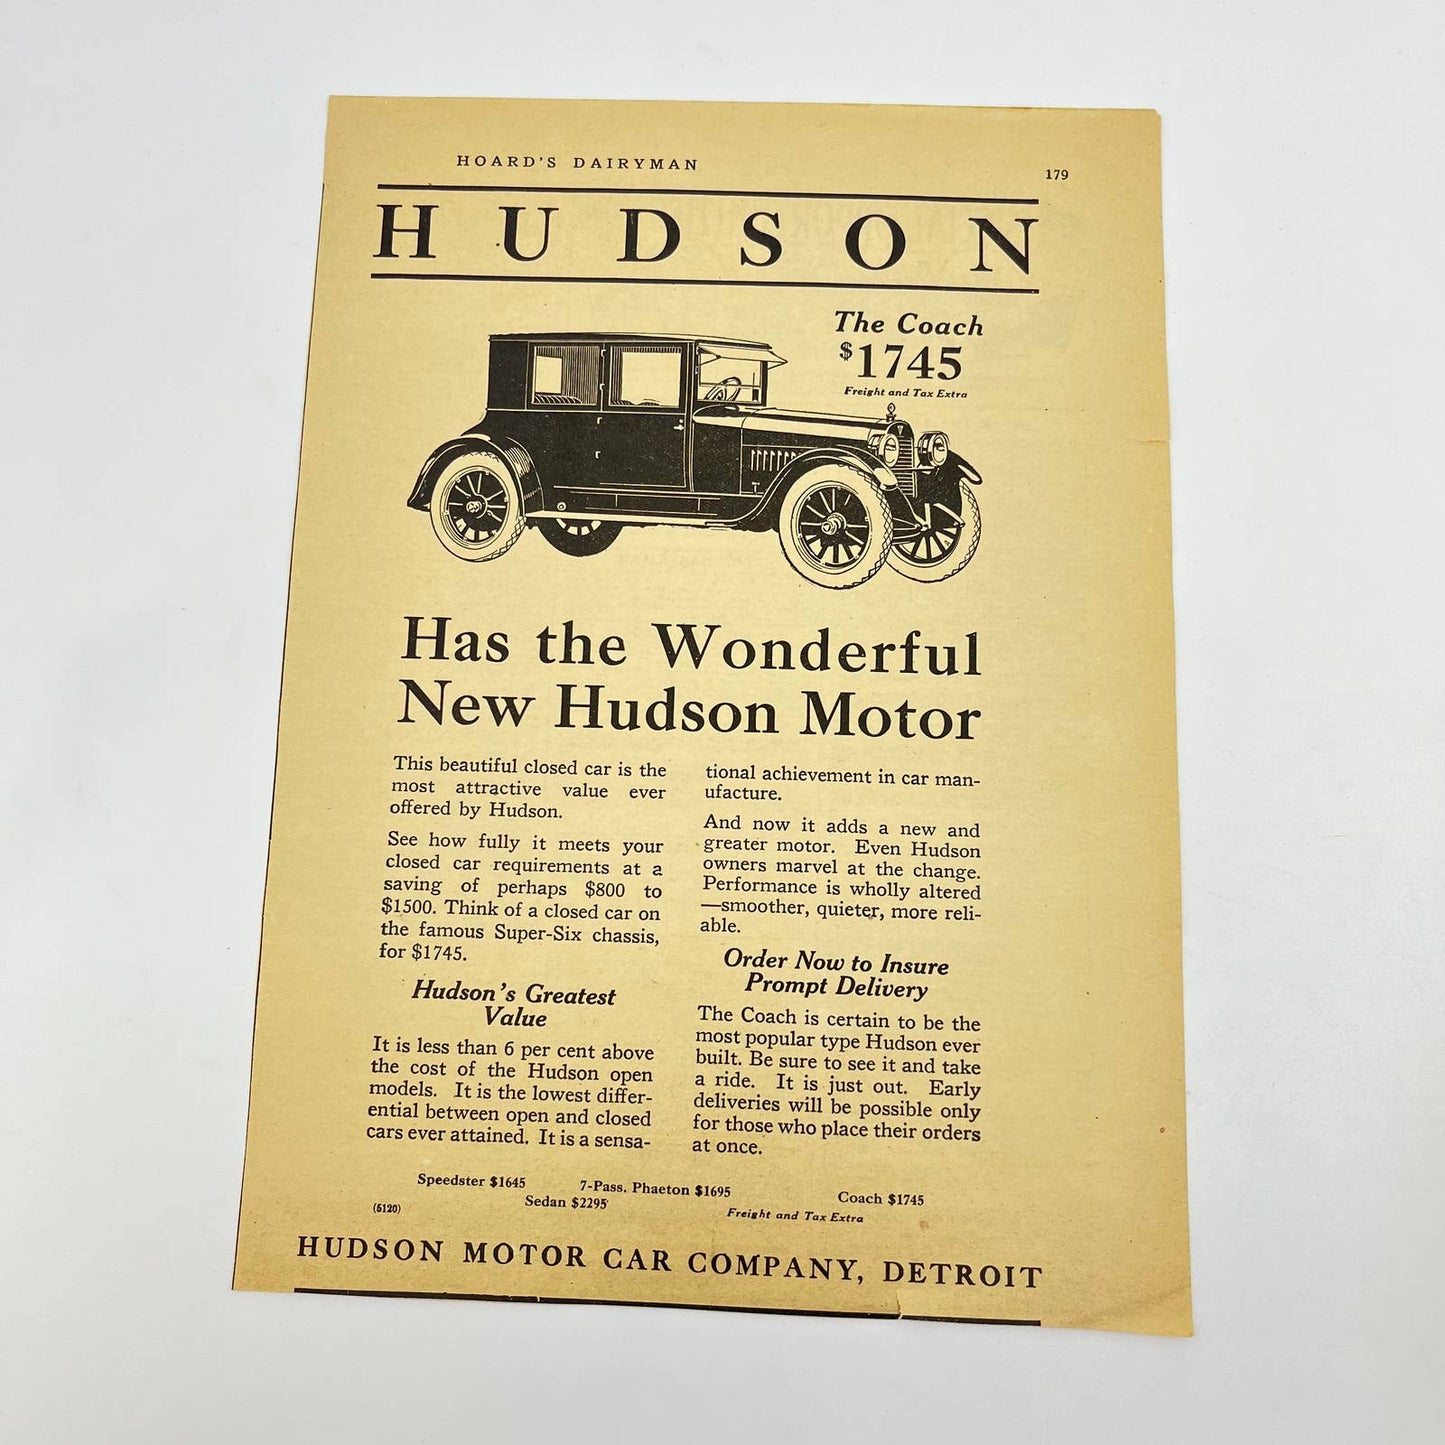 HOARD'S DAIRYMAN
179
HUDSON
The Coach
$1745
Freight and Tax Extra
Has the Wonderful
New Hudson Motor
This beautiful closed car is the
most attractive value ever
offered by Hudson.
See how fully it meets your
closed car requirements at a
saving of perhaps $800 to
$1500. Think of a closed car on
the famous Super-Six chassis,
for $1745.
Hudson's Greatest
Value
It is less than 6 per cent above
the cost of the Hudson open
models. It is the lowest differ-
ential between open and closed
cars ever attained. It is a sensa-
tional achievement in car man-
ufacture.
And now it adds a new and
greater motor. Even Hudson
owners marvel at the change.
Performance is wholly altered
—smoother, quieter, more reli-
able.
Order Now to Insure
Prompt Delivery
The Coach is certain to be the
most popular type Hudson ever
built. Be sure to see it and take
a ride. It is just out. Early
deliveries will be possible only
for those who place their orders
at once.
Speedster $1645 7-Pass. Phaeton $1695 Coach $1745
Sedan $2295 Freight and Tax Extra
(5120)
HUDSON MOTOR CAR COMPANY, DETROIT